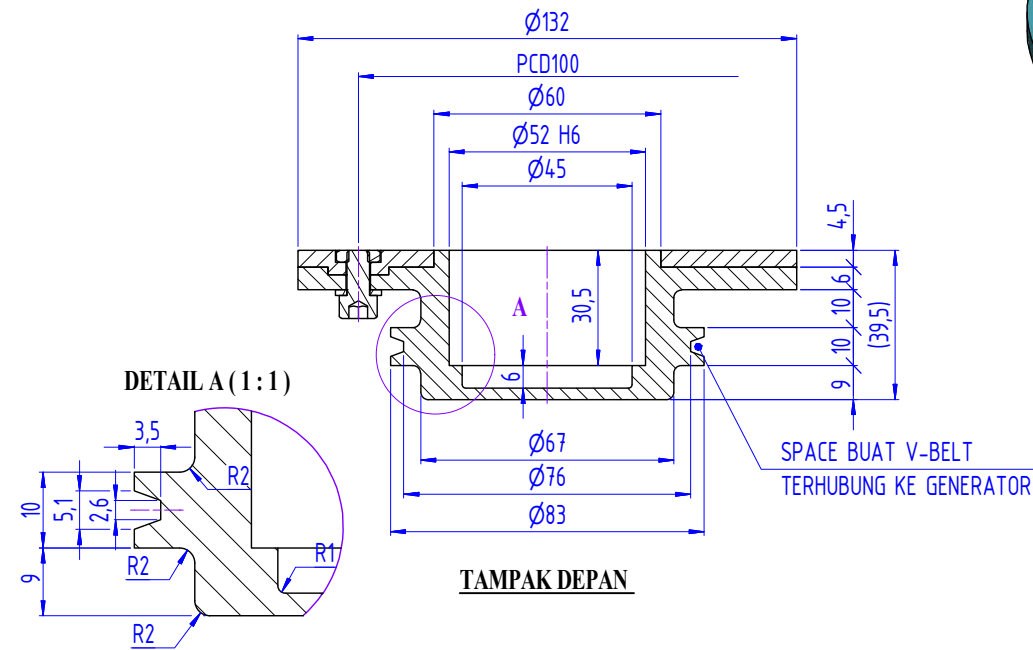 Ø132
PCD100
Ø60
Ø52 H6
Ø45
4,5
6
10
10
9
(39,5)
30,5
6
A
Ø67
Ø76
Ø83
SPACE BUAT V-BELT
TERHUBUNG KE GENERATOR
TAMPAK DEPAN
DETAIL A ( 1 : 1 )
3,5
10
5,1
2,6
9
R2
R2
R2
R1